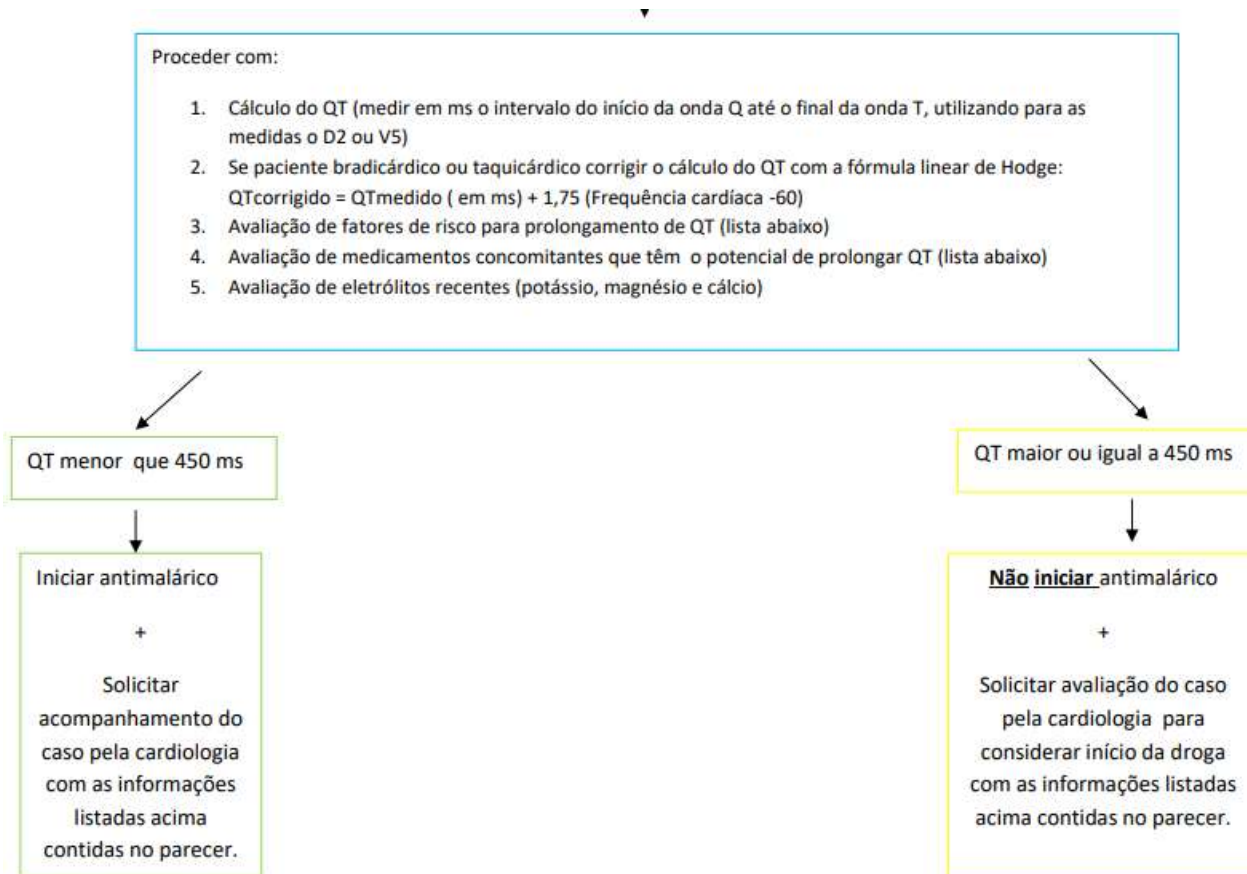 Proceder com:
1. Cálculo do QT (medir em ms o intervalo do início da onda Q até o final da onda T, utilizando para as
medidas o D2 ou V5)
2. Se paciente bradicárdico ou taquicárdico corrigir o cálculo do QT com a fórmula linear de Hodge:
QTcorrigido = QTmedido ( em ms) + 1,75 (Frequência cardíaca -60)
3. Avaliação de fatores de risco para prolongamento de QT (lista abaixo)
4. Avaliação de medicamentos concomitantes que têm o potencial de prolongar QT (lista abaixo)
5. Avaliação de eletrólitos recentes (potássio, magnésio e cálcio)
QT menor que 450 ms
Iniciar antimalárico
+
Solicitar
acompanhamento do
caso pela cardiologia
com as informações
listadas acima
contidas no parecer.
QT maior ou igual a 450 ms
Não iniciar antimalárico
+
Solicitar avaliação do caso
pela cardiologia para
considerar início da droga
com as informações listadas
acima contidas no parecer.